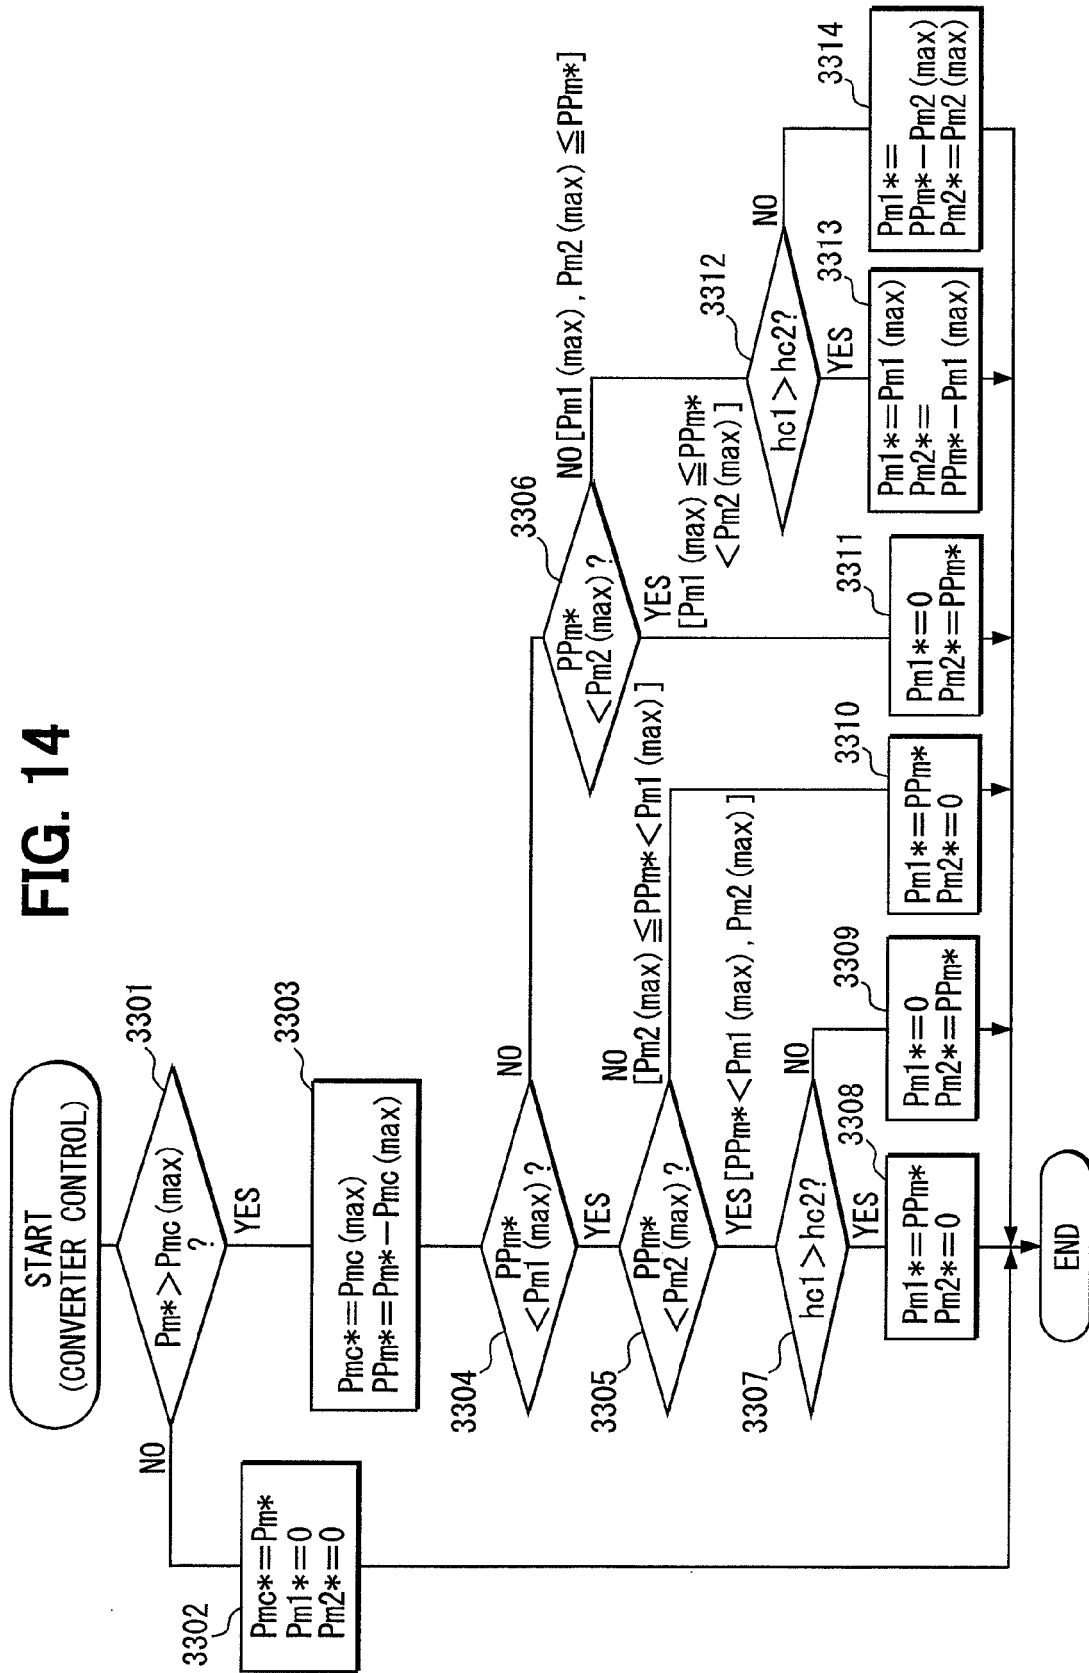 FIG. 14
START
(CONVERTER CONTROL)
3301
Pm*>Pmc(max)
?
NO
YES
3302
Pmc*=Pm*
Pm1*=0
Pm2*=0
3303
Pmc*=Pmc(max)
PPm*=Pm*-Pmc(max)
3304
PPm*
<Pm1(max)?
NO
YES
3305
PPm*
<Pm2(max)?
NO
[Pm2(max)≦PPm*<Pm1(max)]
YES[PPm*<Pm1(max), Pm2(max)]
3306
PPm*
<Pm2(max)?
NO[Pm1(max), Pm2(max)≦PPm*]
YES
[Pm1(max)≦PPm*
<Pm2(max)]
3307
hc1>hc2?
NO
YES
3308
Pm1*=PPm*
Pm2*=0
3309
Pm1*=0
Pm2*=PPm*
3310
Pm1*=PPm*
Pm2*=0
3311
Pm1*=0
Pm2*=PPm*
3312
hc1>hc2?
NO
YES
3313
Pm1*=Pm1(max)
Pm2*=
PPm*-Pm1(max)
3314
Pm1*=
PPm*-Pm2(max)
Pm2*=Pm2(max)
END